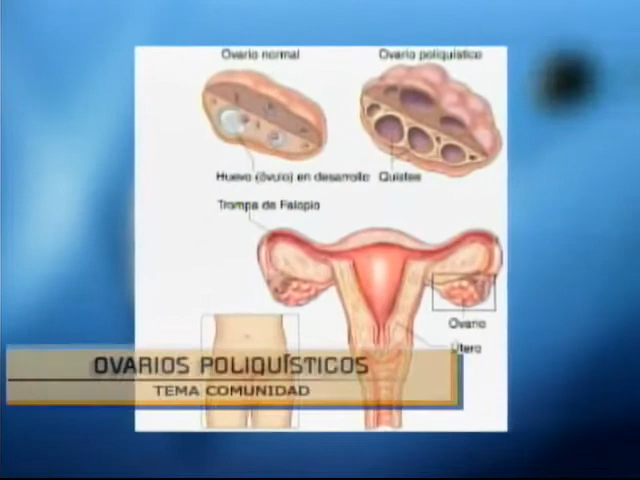 Ovario normal
Ovario poliquístico
Huevo (óvulo) en desarrollo
Quistes
Trompa de Falopio
Ovario
Útero
OVARIOS POLIQUÍSTICOS
TEMA COMUNIDAD